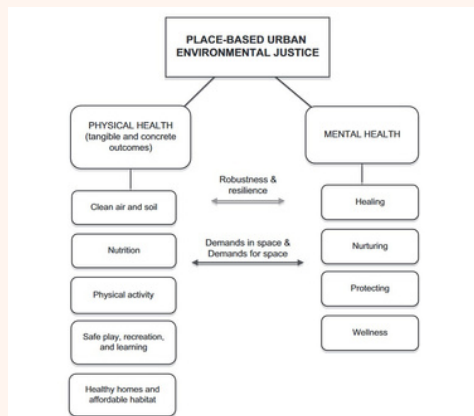 PLACE-BASED URBAN
ENVIRONMENTAL JUSTICE
PHYSICAL HEALTH
(tangible and concrete
outcomes)
MENTAL HEALTH
Robustness &
resilience
Clean air and soil
Healing
Nutrition
Demands in space &
Demands for space
Nurturing
Physical activity
Protecting
Safe play, recreation,
and learning
Wellness
Healthy homes and
affordable habitat